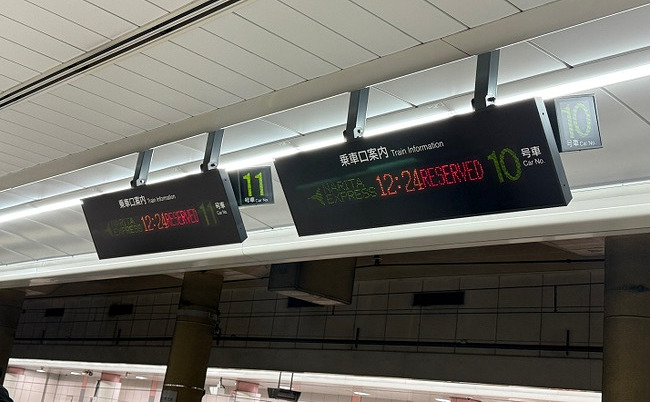 乗車口案内 Train Information
NARITA
EXPRESS
12:24 RESERVED
11
号車
Car No.
11
号車
Car No.
乗車口案内 Train Information
NARITA
EXPRESS
12:24 RESERVED
10
号車
Car No.
10
号車
Car No.